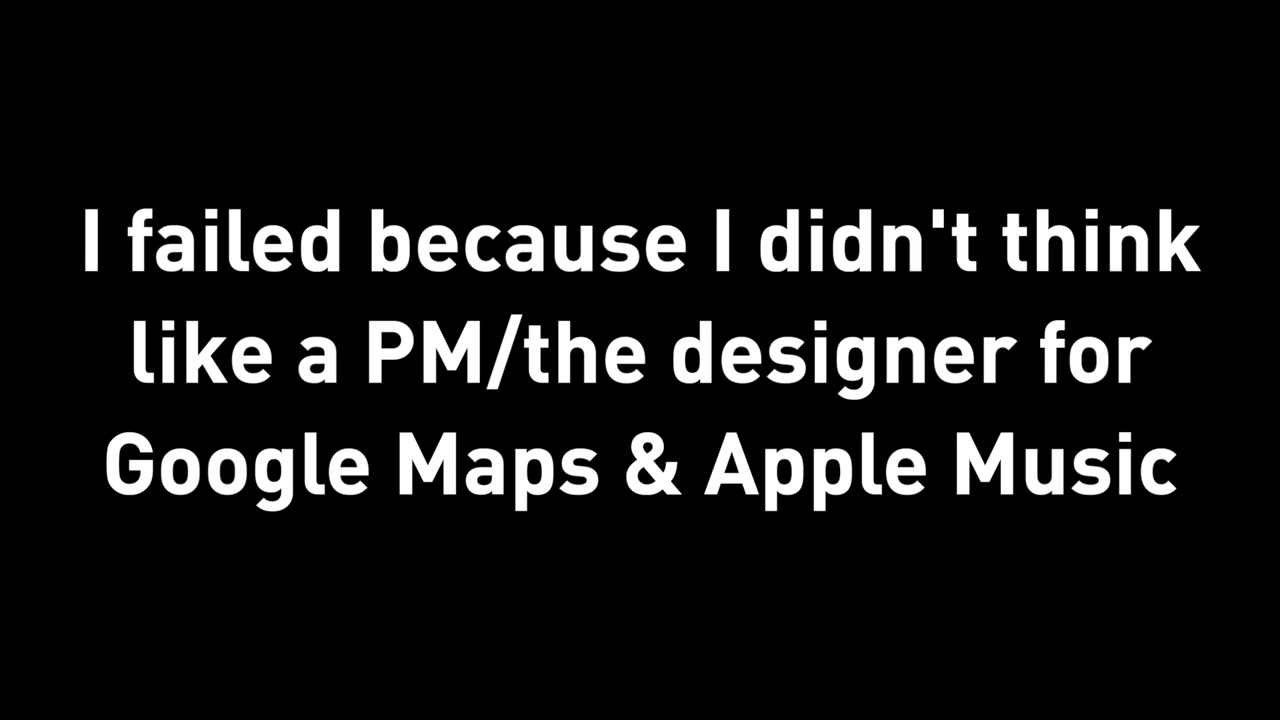 I failed because I didn't think
like a PM/the designer for
Google Maps & Apple Music